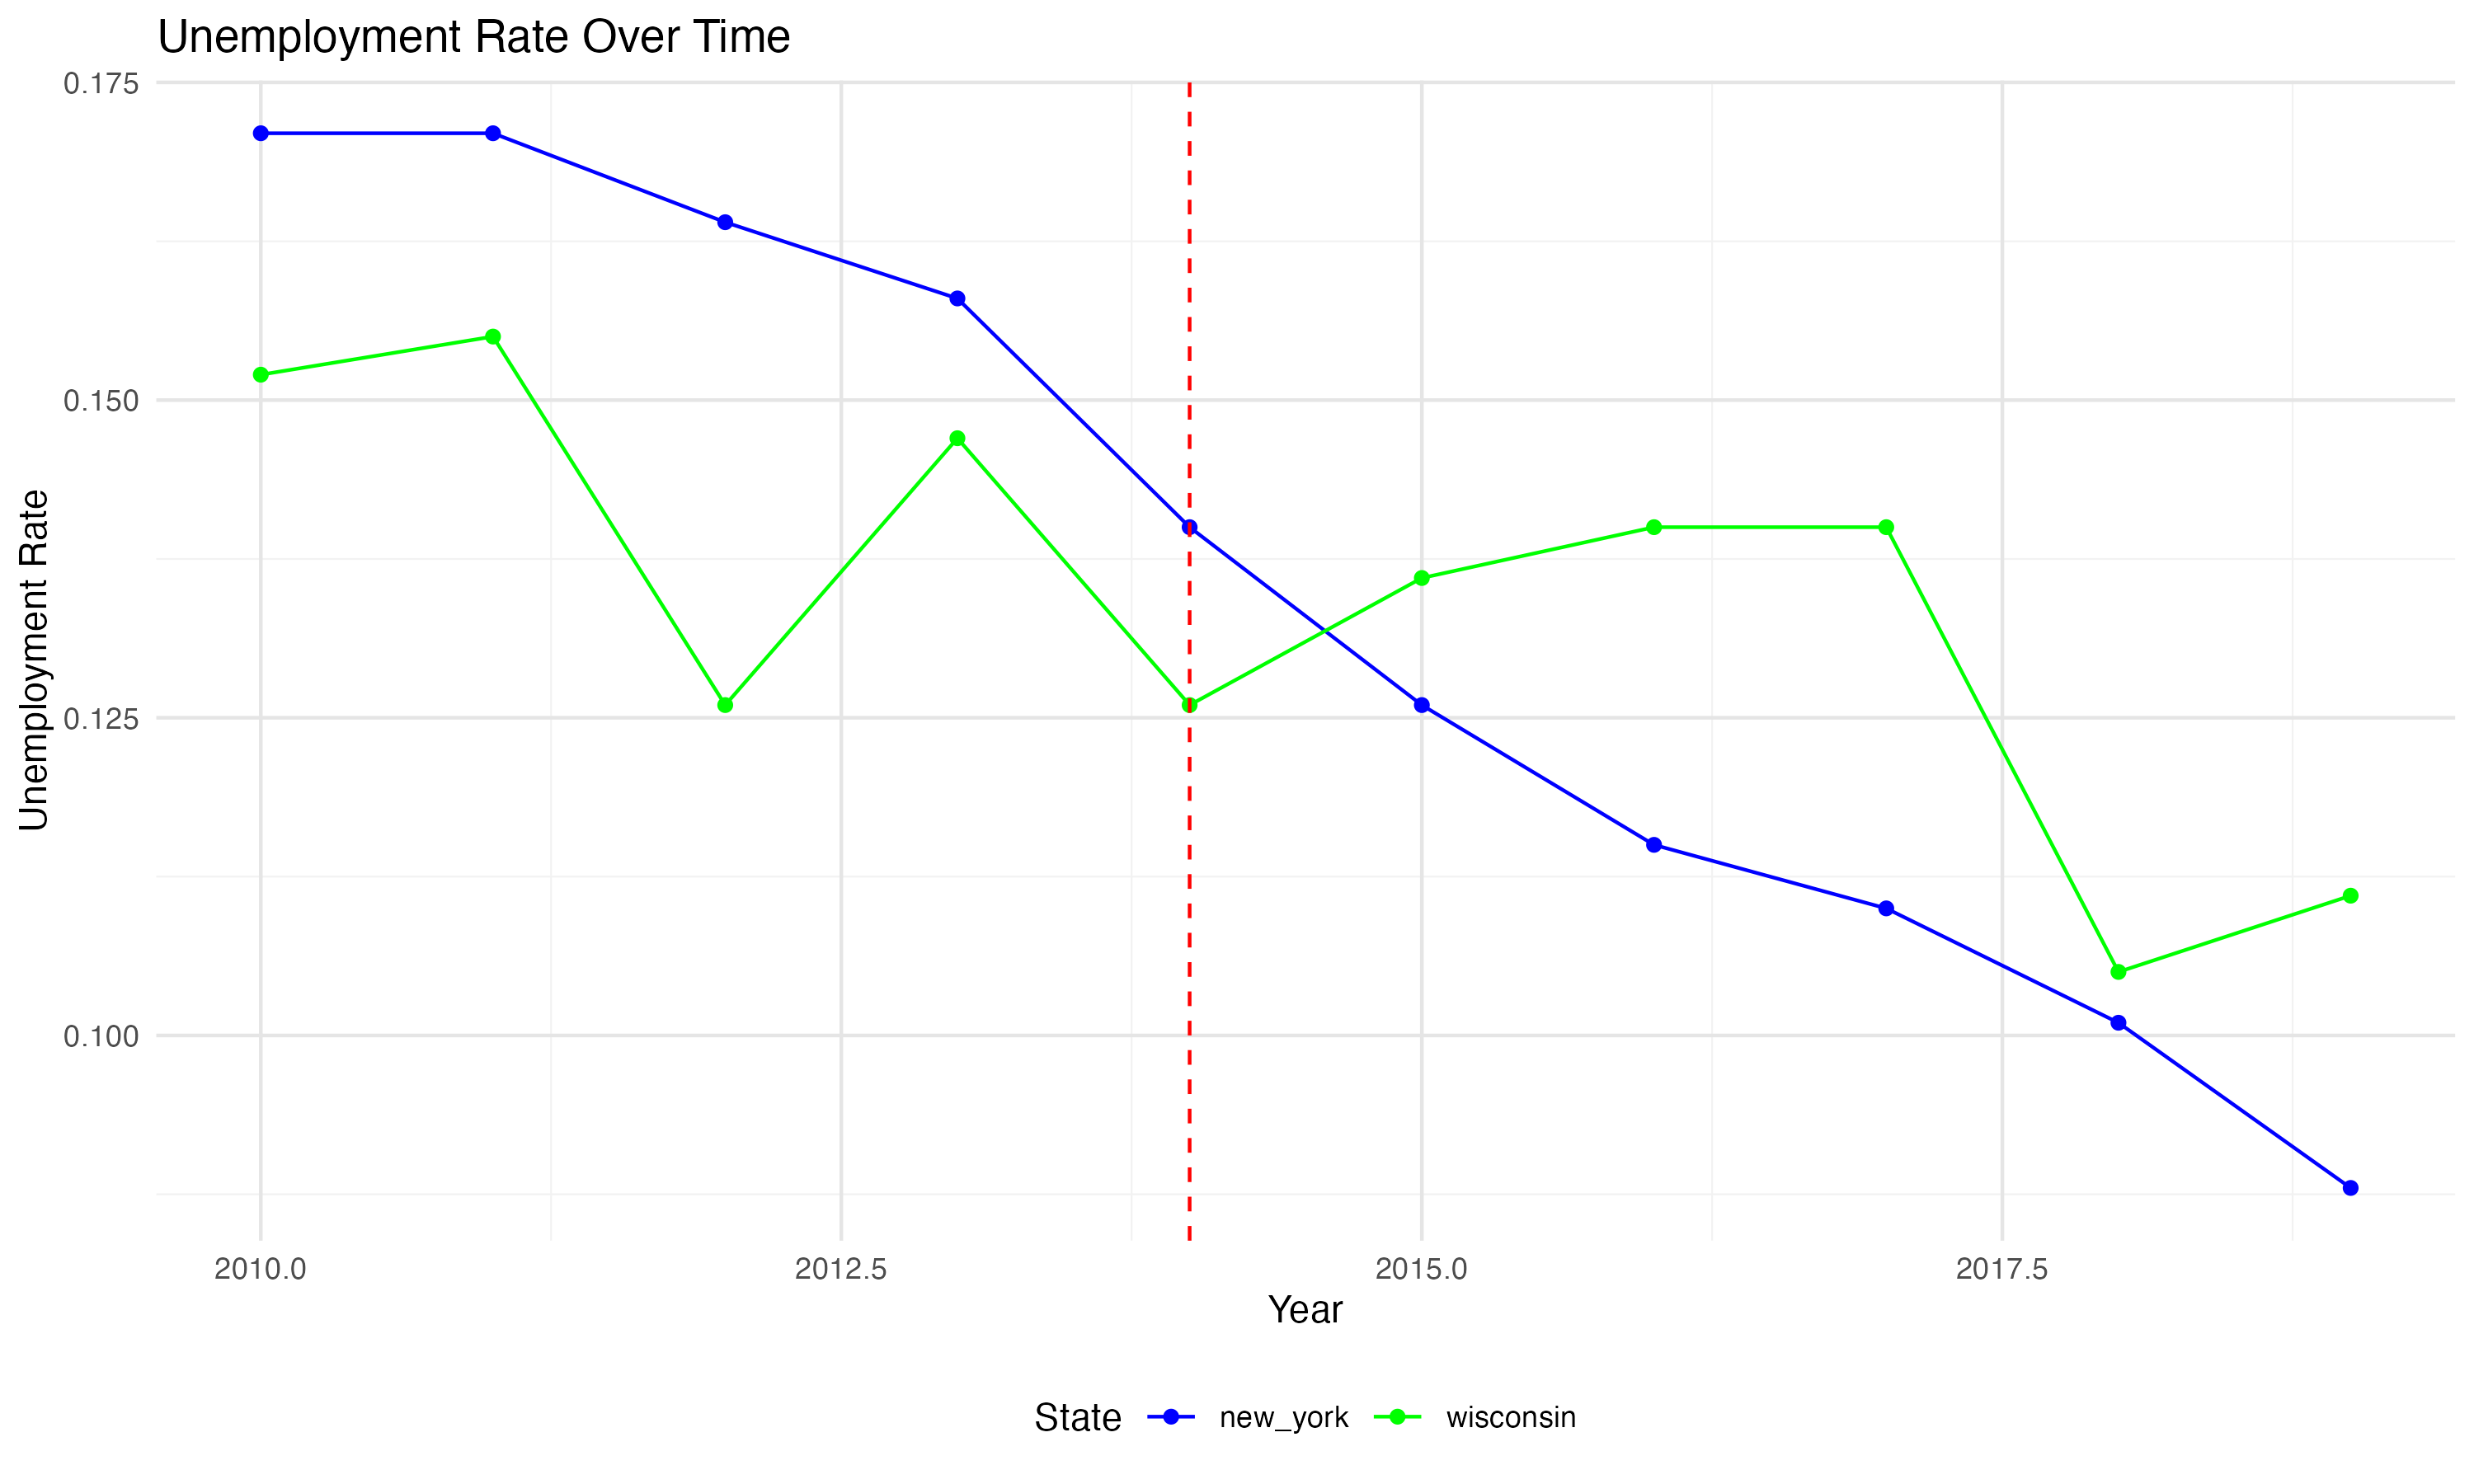 Unemployment Rate Over Time
0.175
0.150
0.125
0.100
Unemployment Rate
2010.0 2012.5 2015.0 2017.5
Year
State new_york wisconsin